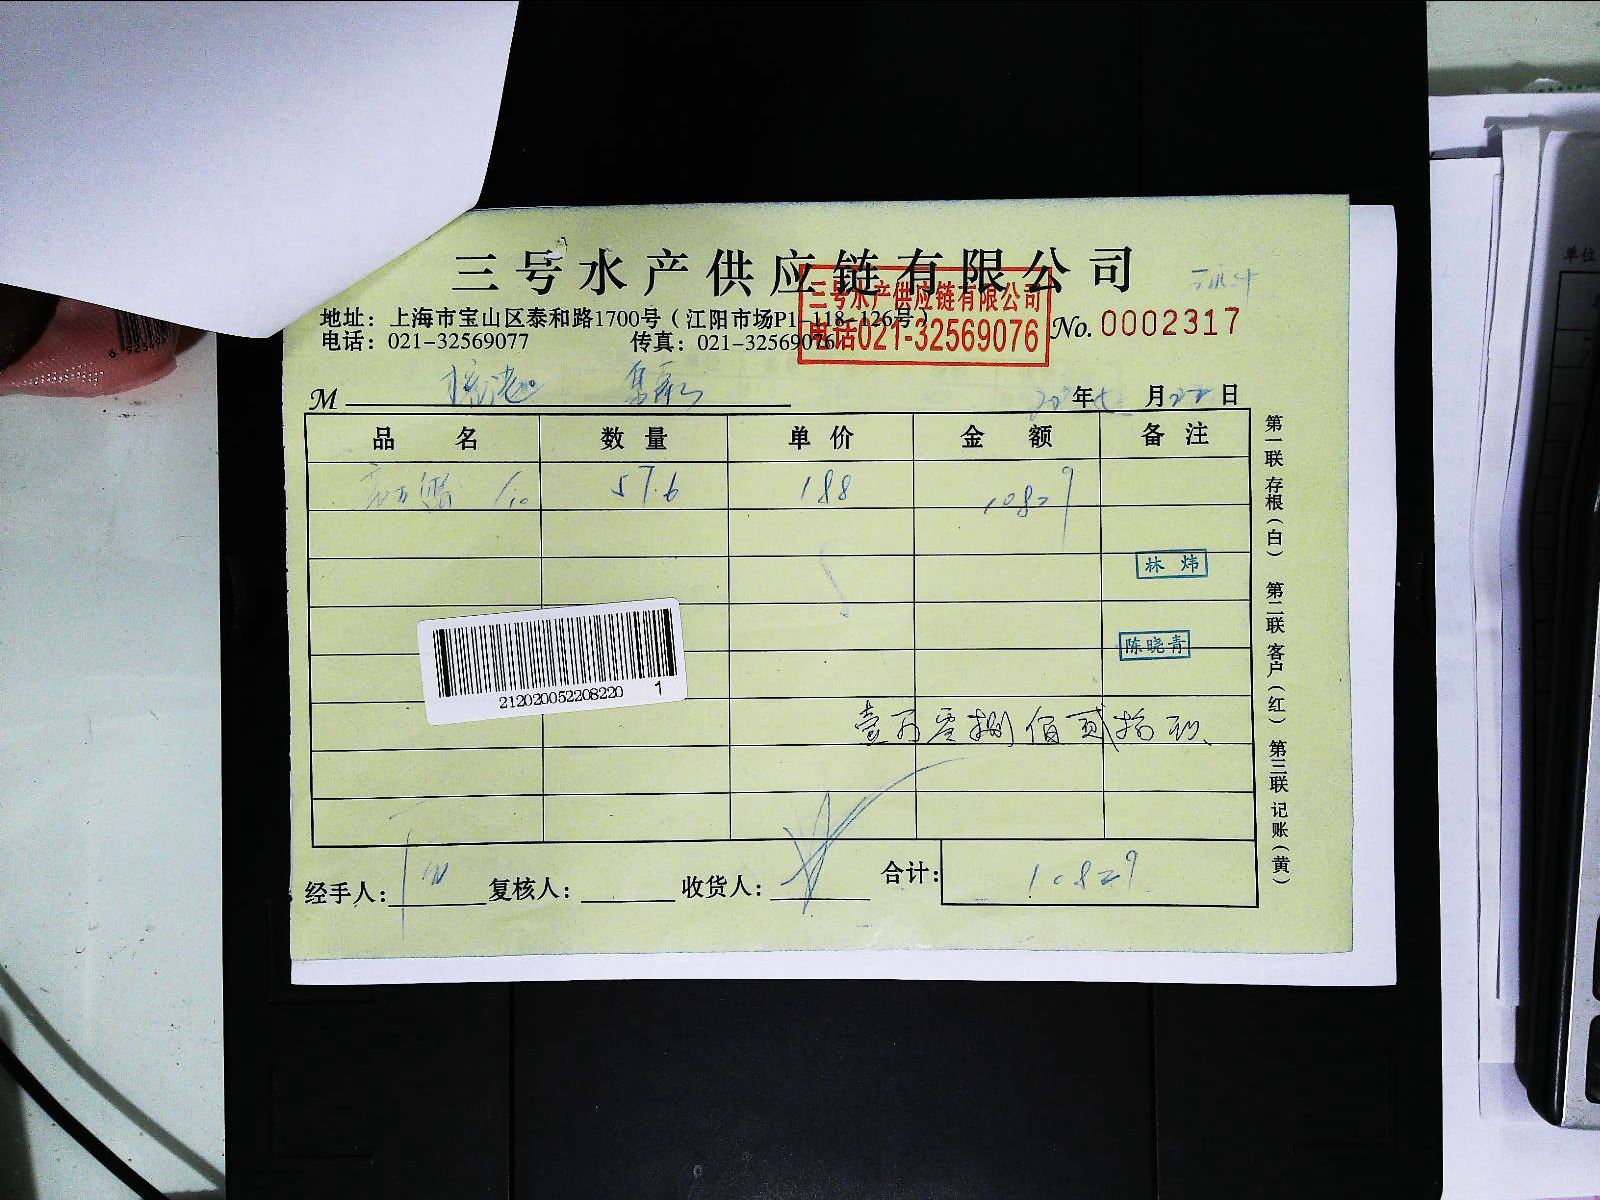 三号水产供应链有限公司
地址：上海市宝山区泰和路1700号（江阳市场P1-118-126号）
电话：021-32569077 传真：021-32569076
三号水产供应链有限公司
电话021-32569076
No. 0002317
M
年5月22日
品名 数量 单价 金额 备注
57.6 188 10829
林炜
陈晓青
212020052208220 1
壹万零捌佰贰拾玖
经手人： 复核人： 收货人： 合计：10829
第一联存根（白） 第二联客户（红） 第三联记账（黄）
单位